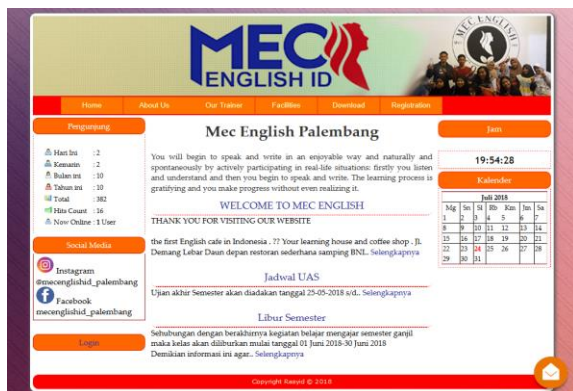 MEC
ENGLISH ID
MEC ENGLISH
Home About Us Our Trainer Facilities Download Registration
Pengunjung
Hari Ini : 2
Kemarin : 2
Bulan ini : 10
Tahun ini : 10
Total : 382
Hits Count : 16
Now Online : 1 User
Social Media
Instagram
@mecenglishid_palembang
Facebook
mecenglishid_palembang
Login
Mec English Palembang
You will begin to speak and write in an enjoyable way and naturally and
spontaneously by actively participating in real-life situations: firstly you listen
and understand and then you begin to speak and write. The learning process is
gratifying and you make progress without even realizing it.
WELCOME TO MEC ENGLISH
THANK YOU FOR VISITING OUR WEBSITE
the first English cafe in Indonesia . ?? Your learning house and coffee shop . Jl.
Demang Lebar Daun depan restoran sederhana samping BNI.. Selengkapnya
Jadwal UAS
Ujian akhir Semester akan diadakan tanggal 25-05-2018 s/d.. Selengkapnya
Libur Semester
Sehubungan dengan berakhirnya kegiatan belajar mengajar semester ganjil
maka kelas akan diliburkan mulai tanggal 01 Juni 2018-30 Juni 2018
Demikian informasi ini agar.. Selengkapnya
Jam
19:54:28
Kalender
Juli 2018
Mg Sn Sl Rb Km Jm Sa
1 2 3 4 5 6 7
8 9 10 11 12 13 14
15 16 17 18 19 20 21
22 23 24 25 26 27 28
29 30 31
Copyright Rasyid © 2018